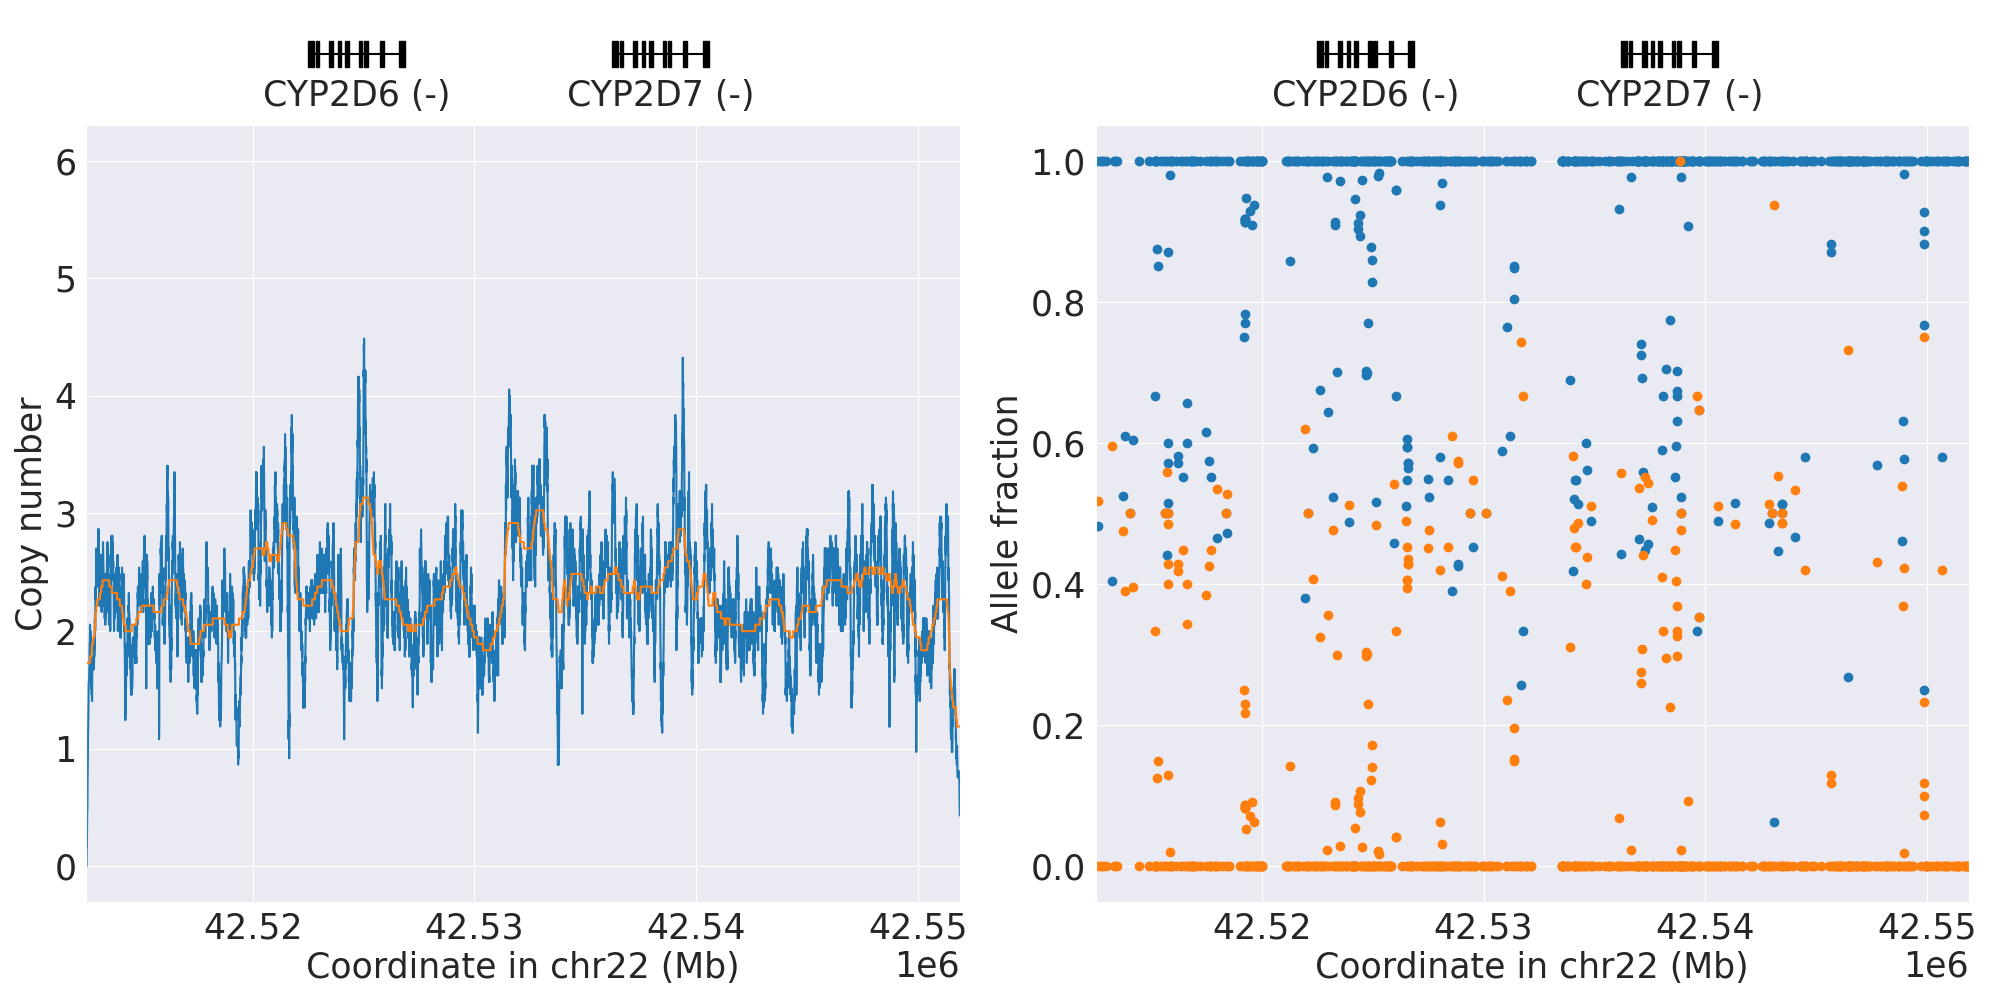 CYP2D6 (-) CYP2D7 (-)
6
5
4
3
2
1
0
Copy number
42.52 42.53 42.54 42.55
Coordinate in chr22 (Mb) 1e6
CYP2D6 (-) CYP2D7 (-)
1.0
0.8
0.6
0.4
0.2
0.0
Allele fraction
42.52 42.53 42.54 42.55
Coordinate in chr22 (Mb) 1e6